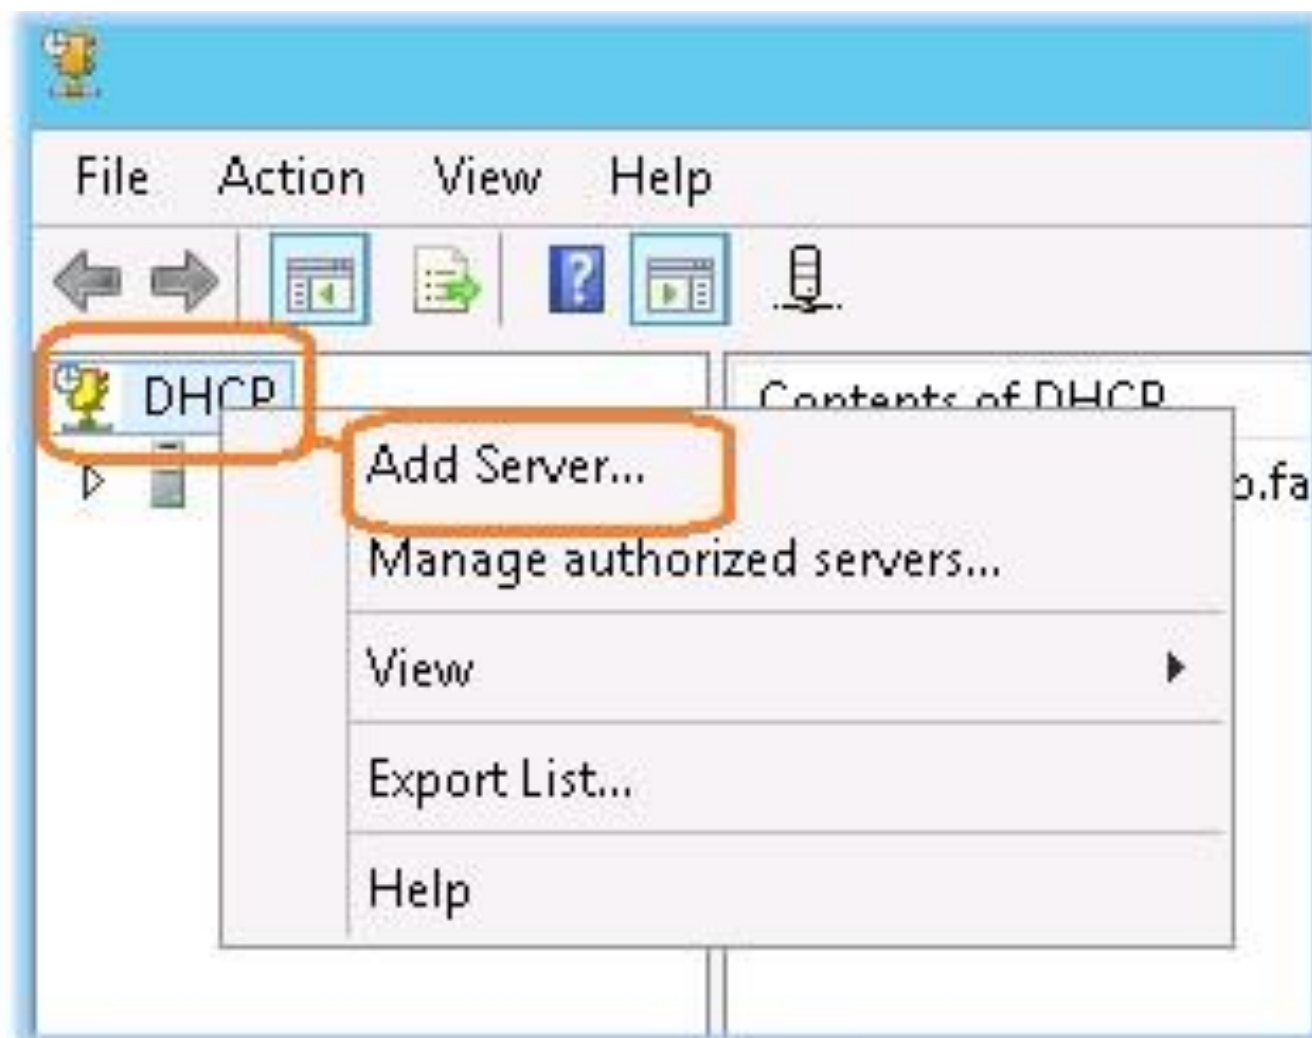 File Action View Help
DHCP
Contents of DHCP
Add Server...
Manage authorized servers...
View
Export List...
Help